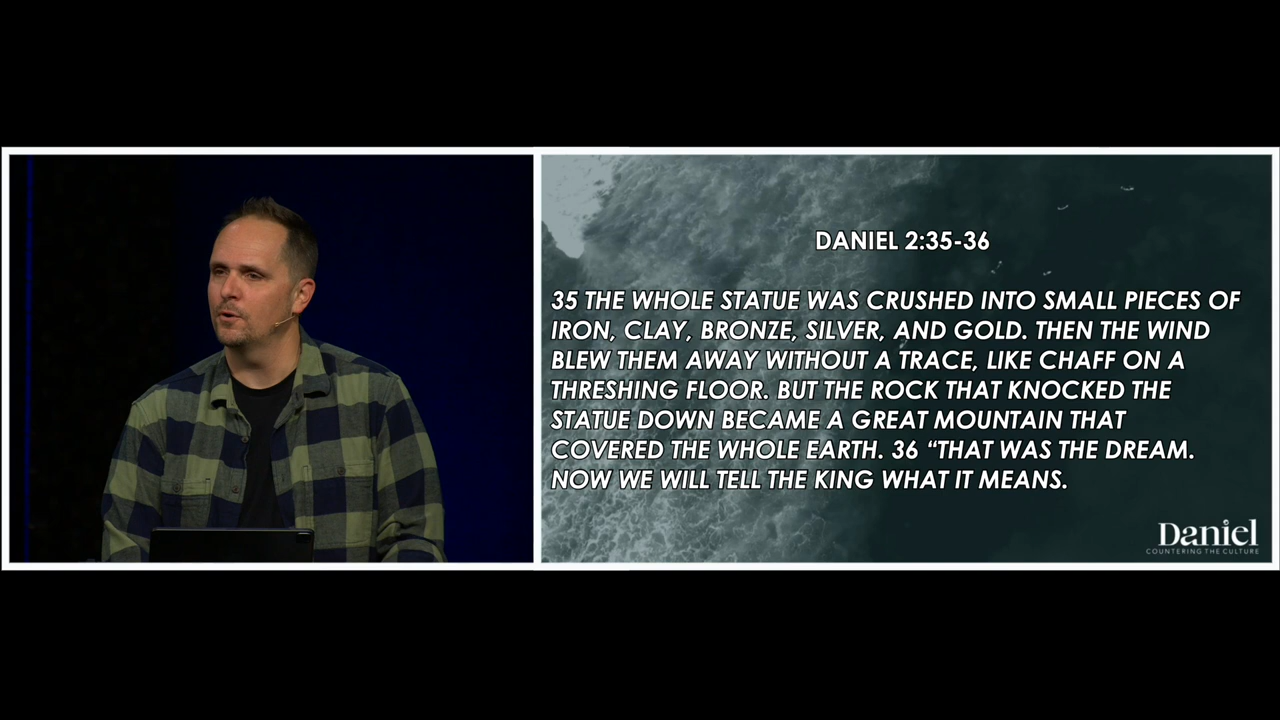 DANIEL 2:35-36
35 THE WHOLE STATUE WAS CRUSHED INTO SMALL PIECES OF
IRON, CLAY, BRONZE, SILVER, AND GOLD. THEN THE WIND
BLEW THEM AWAY WITHOUT A TRACE, LIKE CHAFF ON A
THRESHING FLOOR. BUT THE ROCK THAT KNOCKED THE
STATUE DOWN BECAME A GREAT MOUNTAIN THAT
COVERED THE WHOLE EARTH. 36 “THAT WAS THE DREAM.
NOW WE WILL TELL THE KING WHAT IT MEANS.
Daniel
COUNTERING THE CULTURE